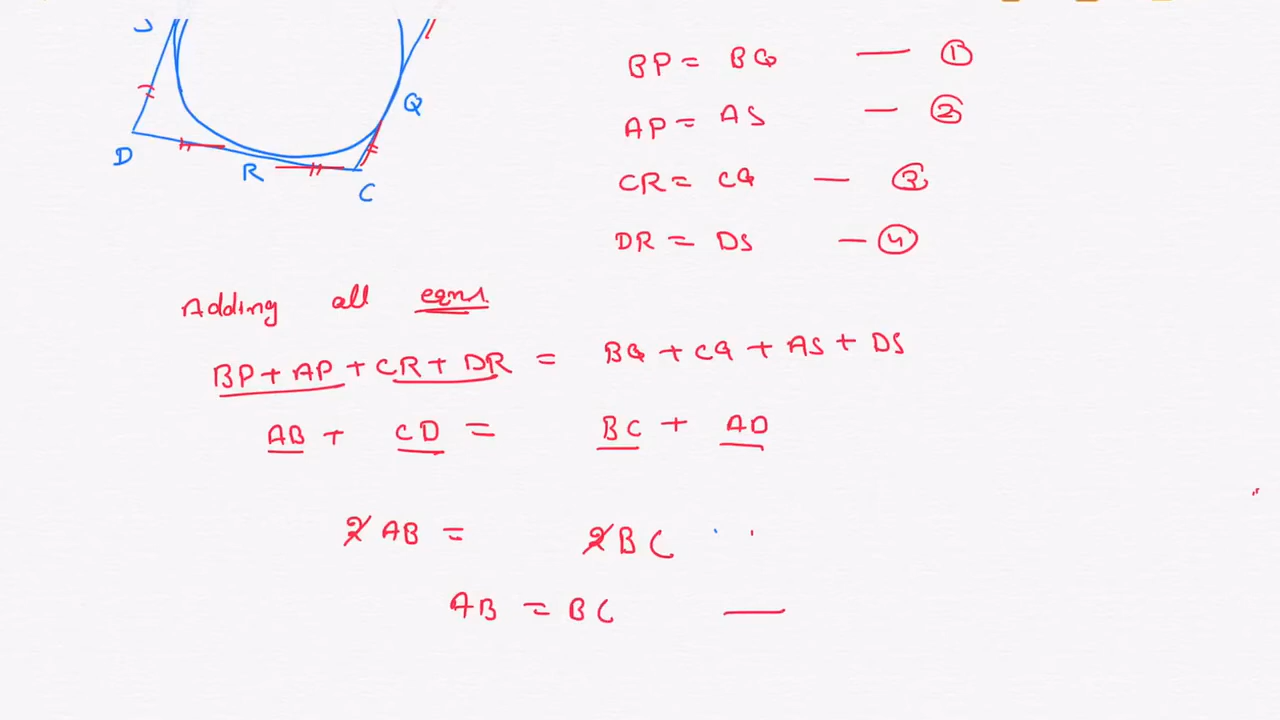 S
Q
D
R
C
BP = BQ — ①
AP = AS — ②
CR = CQ — ③
DR = DS — ④
Adding all eqns.
BP + AP + CR + DR = BQ + CQ + AS + DS
AB + CD = BC + AD
2AB = 2BC
AB = BC —